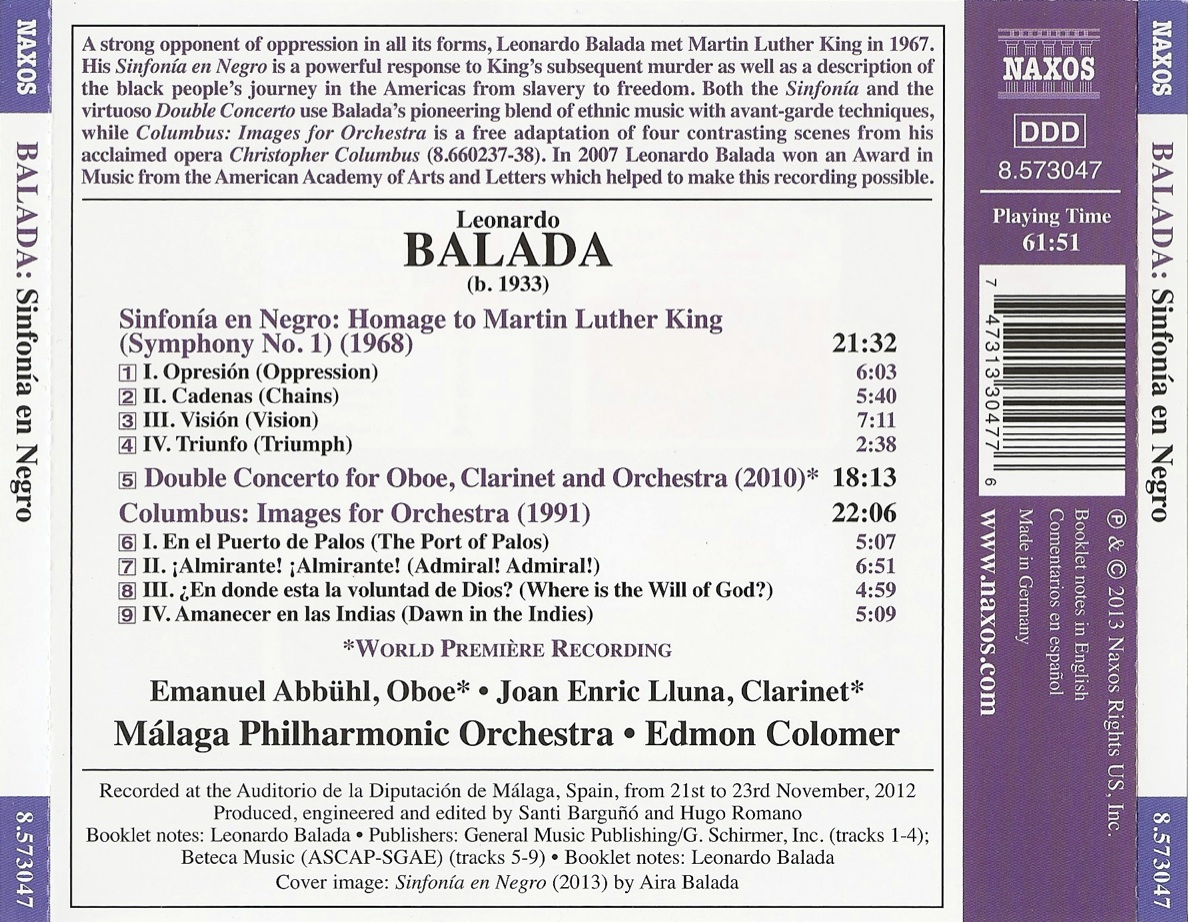 NAXOS
BALADA: Sinfonía en Negro
8.573047
A strong opponent of oppression in all its forms, Leonardo Balada met Martin Luther King in 1967.
His Sinfonía en Negro is a powerful response to King's subsequent murder as well as a description of
the black people's journey in the Americas from slavery to freedom. Both the Sinfonía and the
virtuoso Double Concerto use Balada's pioneering blend of ethnic music with avant-garde techniques,
while Columbus: Images for Orchestra is a free adaptation of four contrasting scenes from his
acclaimed opera Christopher Columbus (8.660237-38). In 2007 Leonardo Balada won an Award in
Music from the American Academy of Arts and Letters which helped to make this recording possible.
Leonardo
BALADA
(b. 1933)
Sinfonía en Negro: Homage to Martin Luther King
(Symphony No. 1) (1968) 21:32
1 I. Opresión (Oppression) 6:03
2 II. Cadenas (Chains) 5:40
3 III. Visión (Vision) 7:11
4 IV. Triunfo (Triumph) 2:38
5 Double Concerto for Oboe, Clarinet and Orchestra (2010)* 18:13
Columbus: Images for Orchestra (1991) 22:06
6 I. En el Puerto de Palos (The Port of Palos) 5:07
7 II. ¡Almirante! ¡Almirante! (Admiral! Admiral!) 6:51
8 III. ¿En donde esta la voluntad de Dios? (Where is the Will of God?) 4:59
9 IV. Amanecer en las Indias (Dawn in the Indies) 5:09
*WORLD PREMIÈRE RECORDING
Emanuel Abbühl, Oboe* • Joan Enric Lluna, Clarinet*
Málaga Philharmonic Orchestra • Edmon Colomer
Recorded at the Auditorio de la Diputación de Málaga, Spain, from 21st to 23rd November, 2012
Produced, engineered and edited by Santi Barguñó and Hugo Romano
Booklet notes: Leonardo Balada • Publishers: General Music Publishing/G. Schirmer, Inc. (tracks 1-4);
Beteca Music (ASCAP-SGAE) (tracks 5-9) • Booklet notes: Leonardo Balada
Cover image: Sinfonía en Negro (2013) by Aira Balada
NAXOS
DDD
8.573047
Playing Time
61:51
7 47313 30477 6
℗ & © 2013 Naxos Rights US, Inc.
Booklet notes in English
Comentarios en español
Made in Germany
www.naxos.com
NAXOS
BALADA: Sinfonía en Negro
8.573047